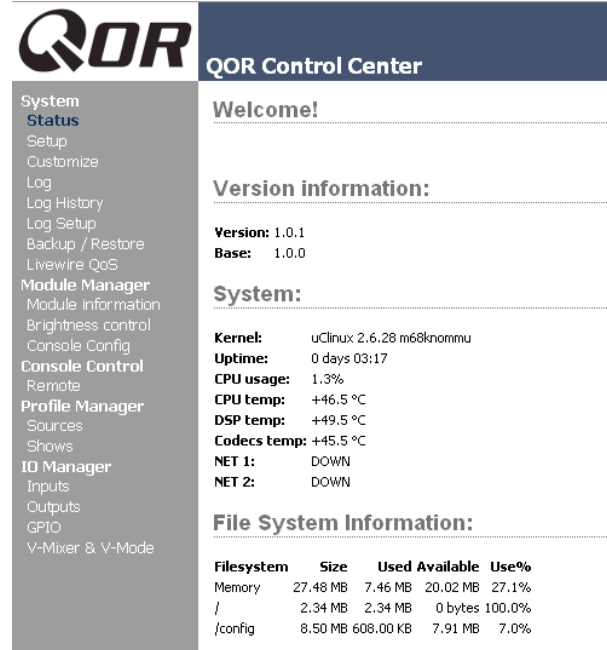 QOR
QOR Control Center
System
Status
Setup
Customize
Log
Log History
Log Setup
Backup / Restore
Livewire QoS
Module Manager
Module information
Brightness control
Console Config
Console Control
Remote
Profile Manager
Sources
Shows
IO Manager
Inputs
Outputs
GPIO
V-Mixer & V-Mode
Welcome!
Version information:
Version: 1.0.1
Base: 1.0.0
System:
Kernel: uClinux 2.6.28 m68knommu
Uptime: 0 days 03:17
CPU usage: 1.3%
CPU temp: +46.5 °C
DSP temp: +49.5 °C
Codecs temp: +45.5 °C
NET 1: DOWN
NET 2: DOWN
File System Information:
Filesystem Size Used Available Use%
Memory 27.48 MB 7.46 MB 20.02 MB 27.1%
/ 2.34 MB 2.34 MB 0 bytes 100.0%
/config 8.50 MB 608.00 KB 7.91 MB 7.0%